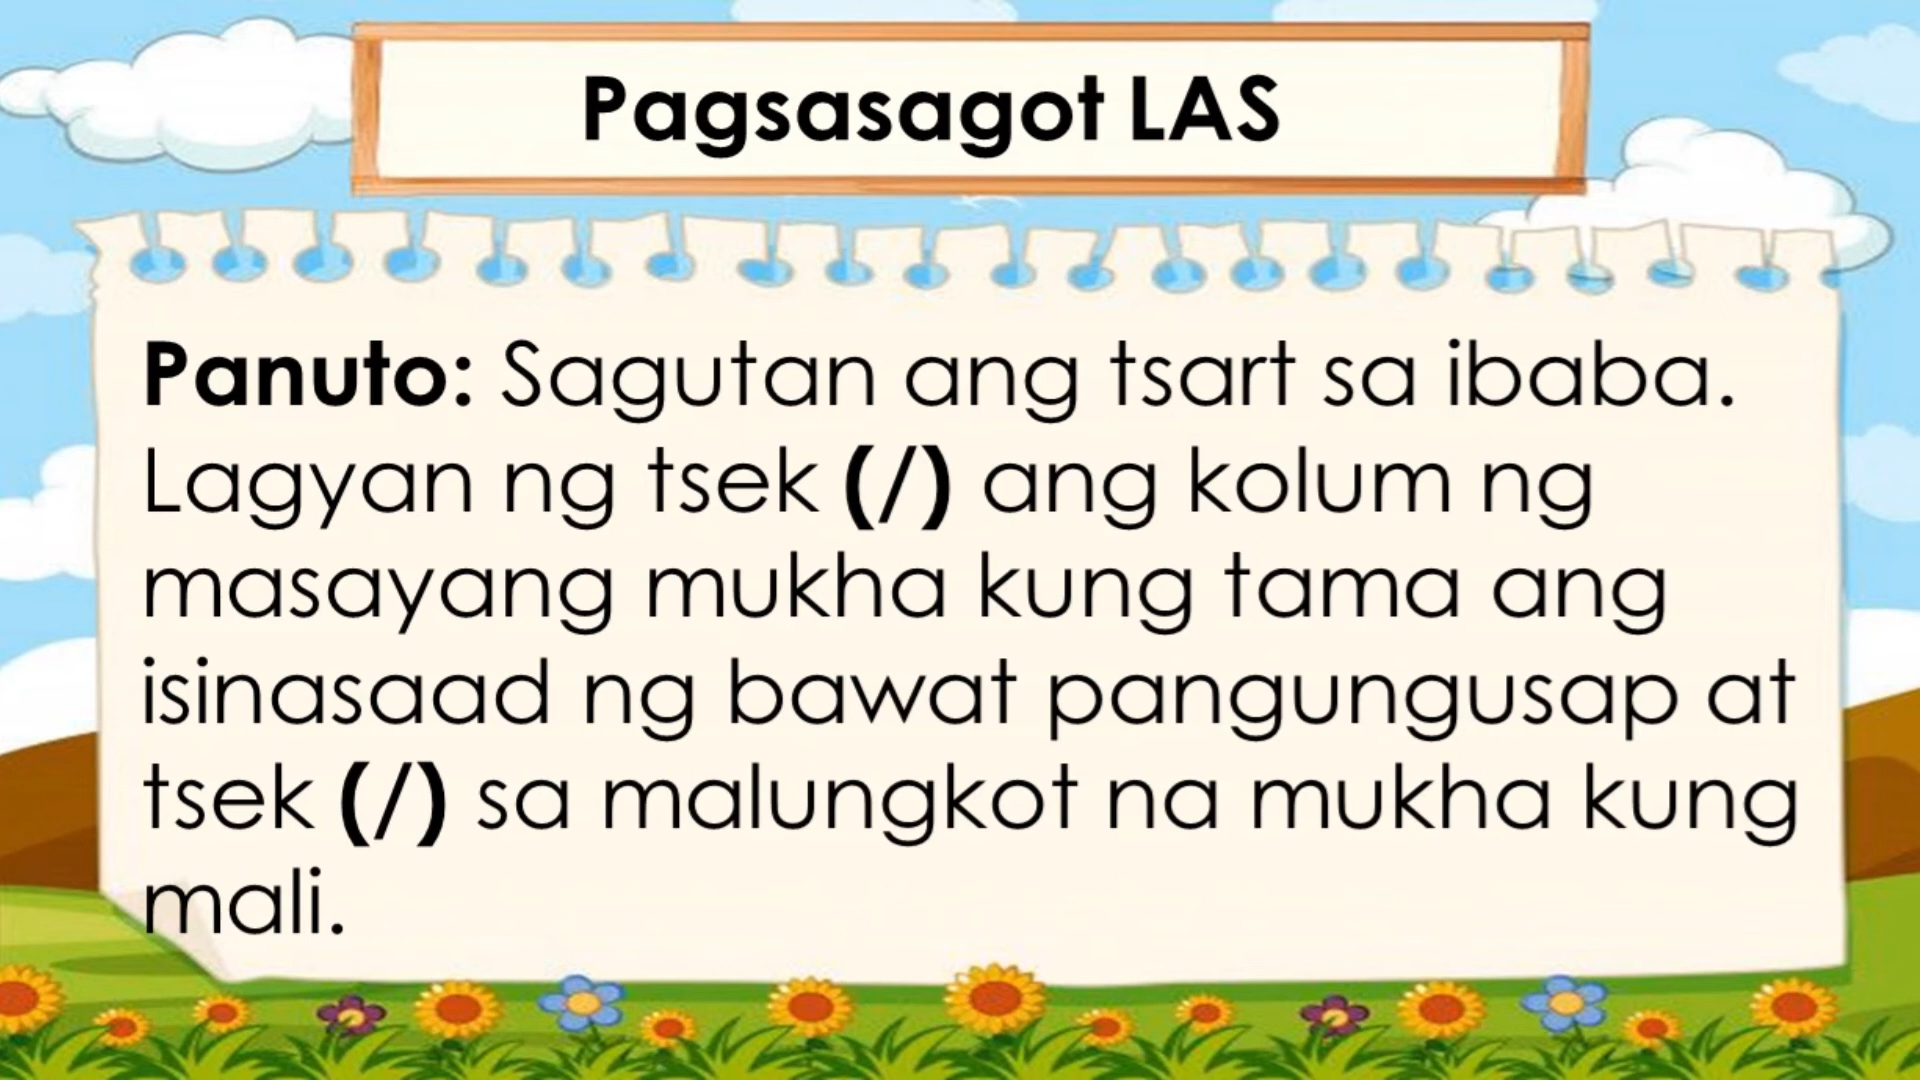 Pagsasagot LAS
Panuto: Sagutan ang tsart sa ibaba.
Lagyan ng tsek (/) ang kolum ng
masayang mukha kung tama ang
isinasaad ng bawat pangungusap at
tsek (/) sa malungkot na mukha kung
mali.